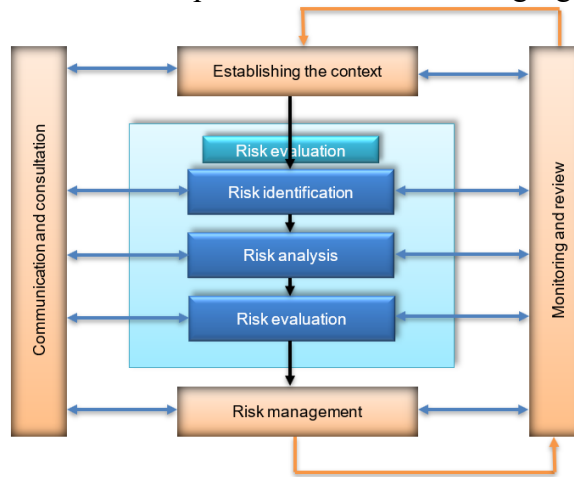 Establishing the context
Risk evaluation
Risk identification
Risk analysis
Risk evaluation
Risk management
Communication and consultation
Monitoring and review